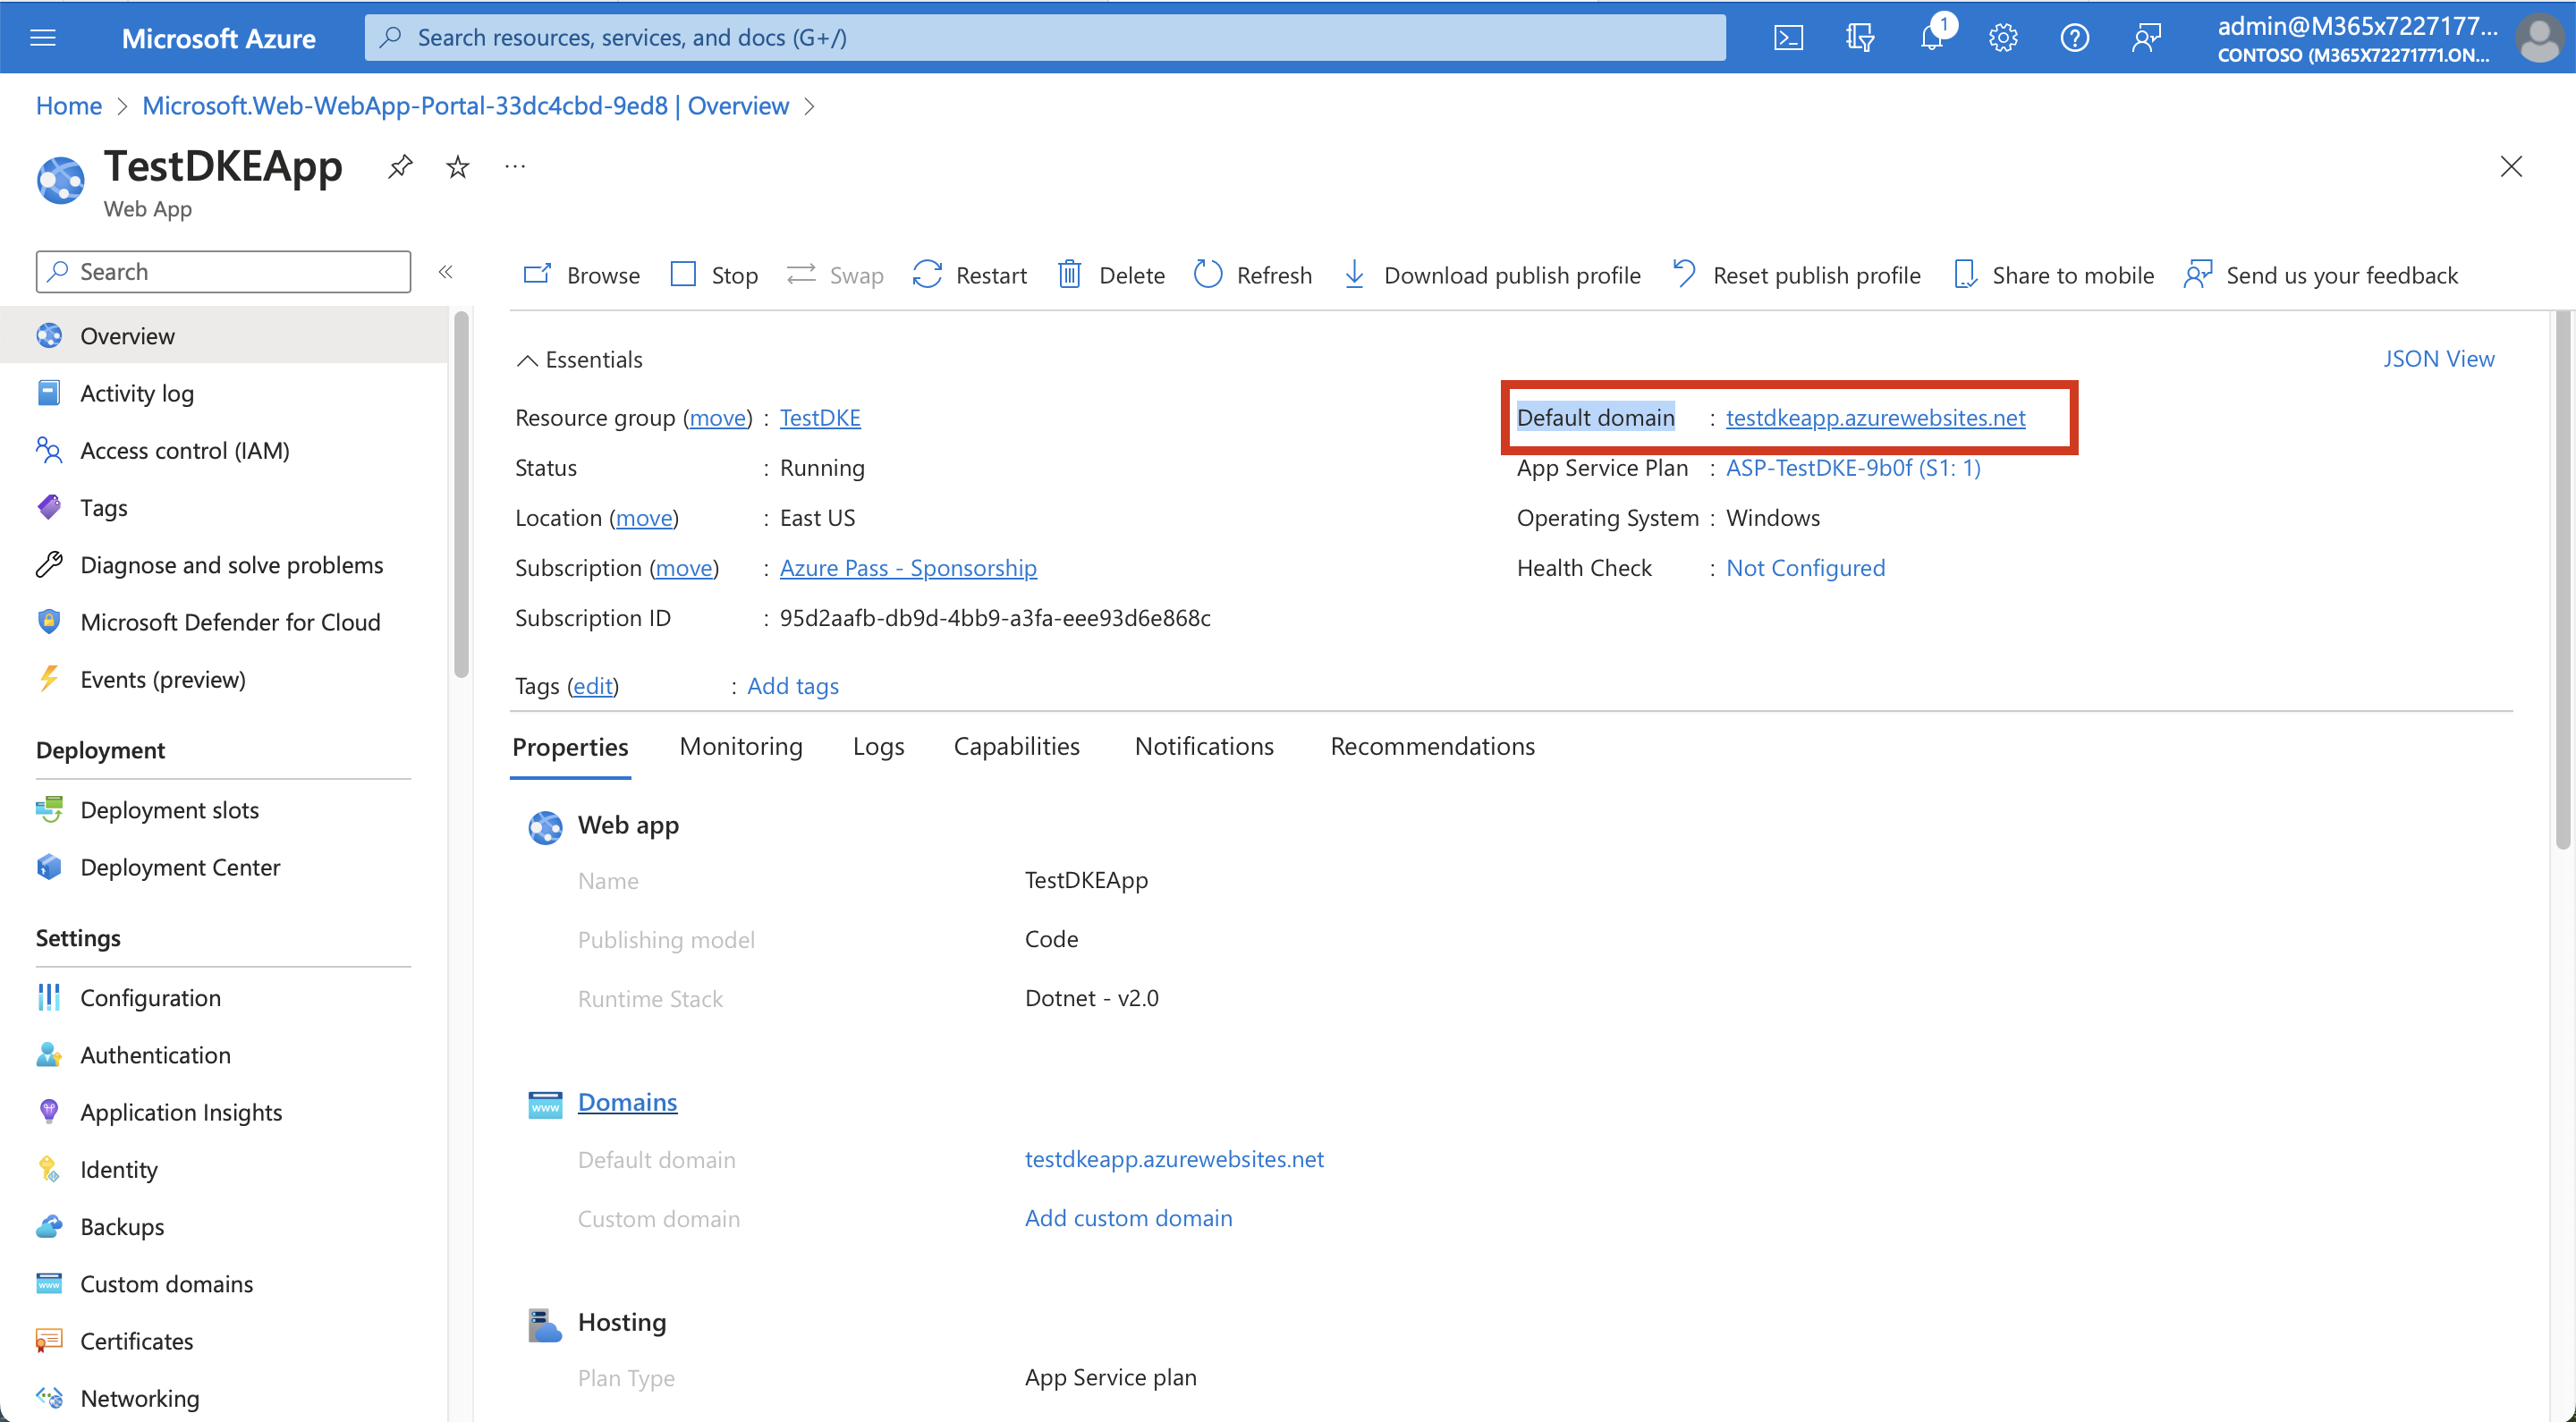 Microsoft Azure
Search resources, services, and docs (G+/)
1
admin@M365x7227177...
CONTOSO (M365X72271771.ON...
Home > Microsoft.Web-WebApp-Portal-33dc4cbd-9ed8 | Overview >
TestDKEApp
...
Web App
Search
«
Browse Stop Swap Restart Delete Refresh Download publish profile Reset publish profile Share to mobile Send us your feedback
Overview
Activity log
Access control (IAM)
Tags
Diagnose and solve problems
Microsoft Defender for Cloud
Events (preview)
Deployment
Deployment slots
Deployment Center
Settings
Configuration
Authentication
Application Insights
Identity
Backups
Custom domains
Certificates
Networking
Essentials
JSON View
Resource group (move) : TestDKE
Status : Running
Location (move) : East US
Subscription (move) : Azure Pass - Sponsorship
Subscription ID : 95d2aafb-db9d-4bb9-a3fa-eee93d6e868c
Default domain : testdkeapp.azurewebsites.net
App Service Plan : ASP-TestDKE-9b0f (S1: 1)
Operating System : Windows
Health Check : Not Configured
Tags (edit) : Add tags
Properties Monitoring Logs Capabilities Notifications Recommendations
Web app
Name TestDKEApp
Publishing model Code
Runtime Stack Dotnet - v2.0
www
Domains
Default domain testdkeapp.azurewebsites.net
Custom domain Add custom domain
Hosting
Plan Type App Service plan